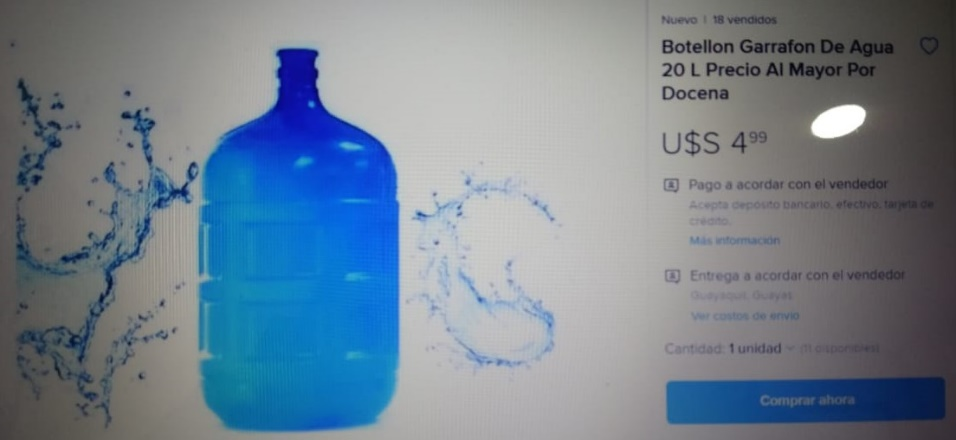 Nuevo | 18 vendidos
Botellon Garrafon De Agua
20 L Precio Al Mayor Por
Docena
U$S 4⁹⁹
Pago a acordar con el vendedor
Acepta depósito bancario, efectivo, tarjeta de
crédito.
Más información
Entrega a acordar con el vendedor
Guayaquil, Guayas
Ver costos de envío
Cantidad: 1 unidad (11 disponibles)
Comprar ahora